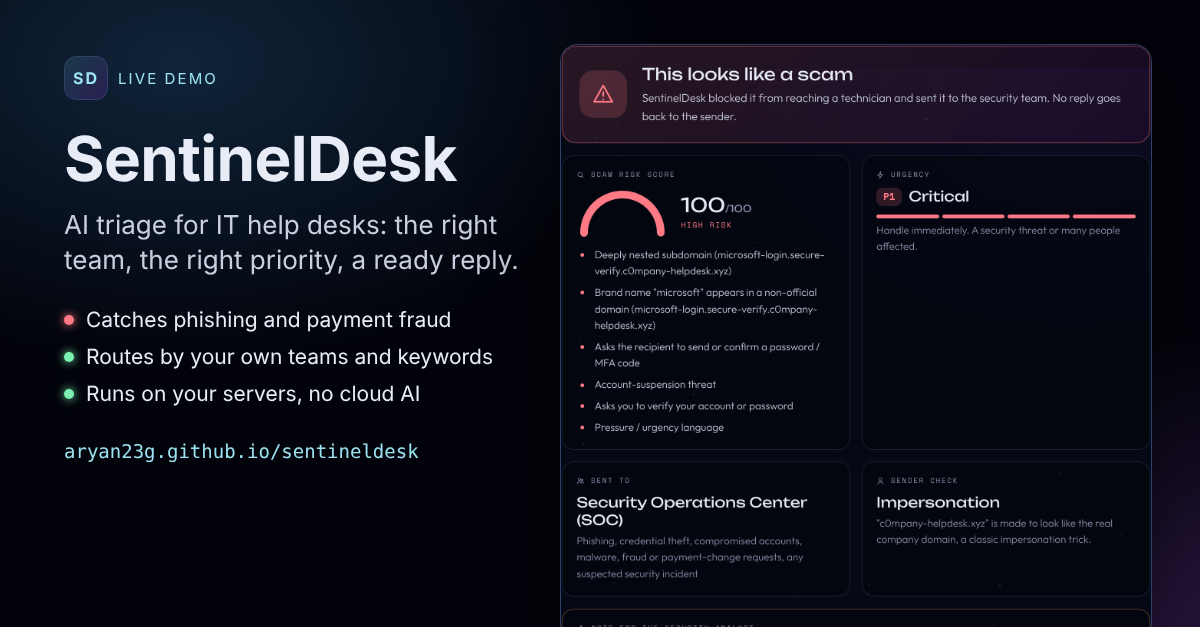 SD
LIVE DEMO
SentinelDesk
AI triage for IT help desks: the right
team, the right priority, a ready reply.
Catches phishing and payment fraud
Routes by your own teams and keywords
Runs on your servers, no cloud AI
aryan23g.github.io/sentineldesk
This looks like a scam
SentinelDesk blocked it from reaching a technician and sent it to the security team. No reply goes
back to the sender.
SCAM RISK SCORE
100/100
HIGH RISK
Deeply nested subdomain (microsoft-login.secure-
verify.c0mpany-helpdesk.xyz)
Brand name "microsoft" appears in a non-official
domain (microsoft-login.secure-verify.c0mpany-
helpdesk.xyz)
Asks the recipient to send or confirm a password /
MFA code
Account-suspension threat
Asks you to verify your account or password
Pressure / urgency language
URGENCY
P1 Critical
Handle immediately. A security threat or many people
affected.
SENT TO
Security Operations Center
(SOC)
Phishing, credential theft, compromised accounts,
malware, fraud or payment-change requests, any
suspected security incident
SENDER CHECK
Impersonation
"c0mpany-helpdesk.xyz" is made to look like the real
company domain, a classic impersonation trick.